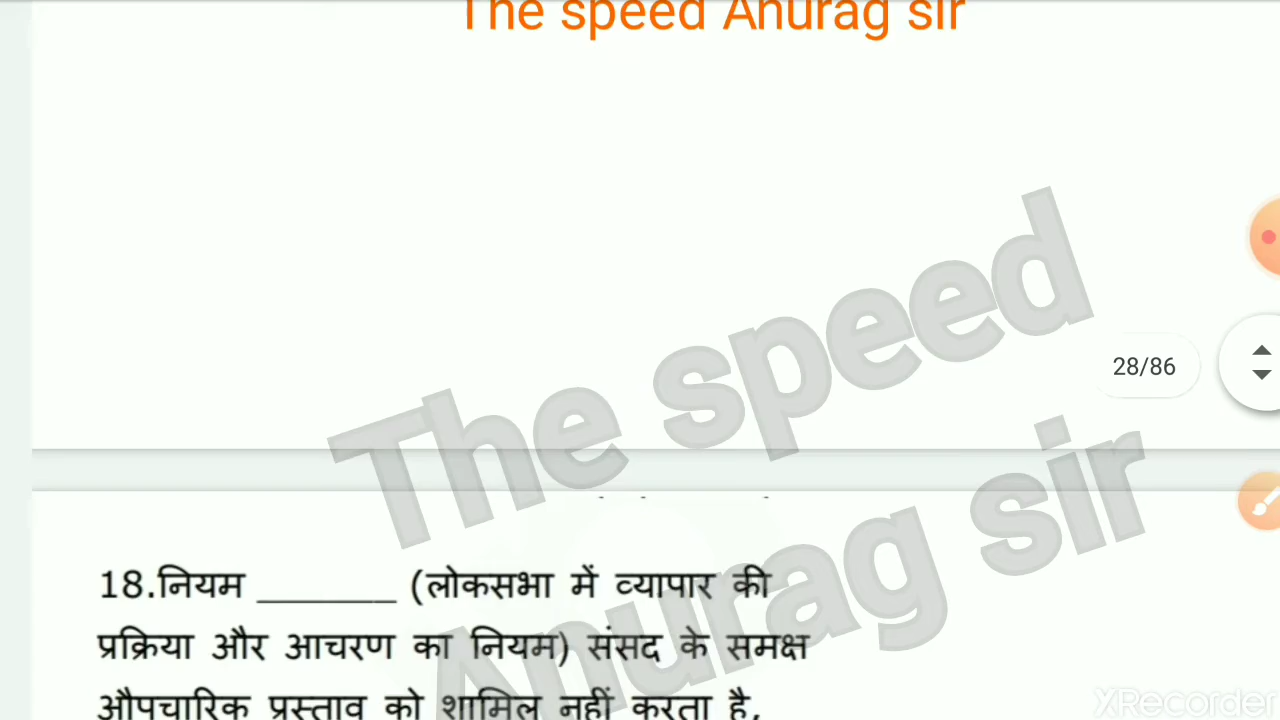 The speed Anurag sir
The speed
28/86
Anurag sir
18.नियम ________ (लोकसभा में व्यापार की
प्रक्रिया और आचरण का नियम) संसद के समक्ष
औपचारिक प्रस्ताव को शामिल नहीं करता है,
XRecorder